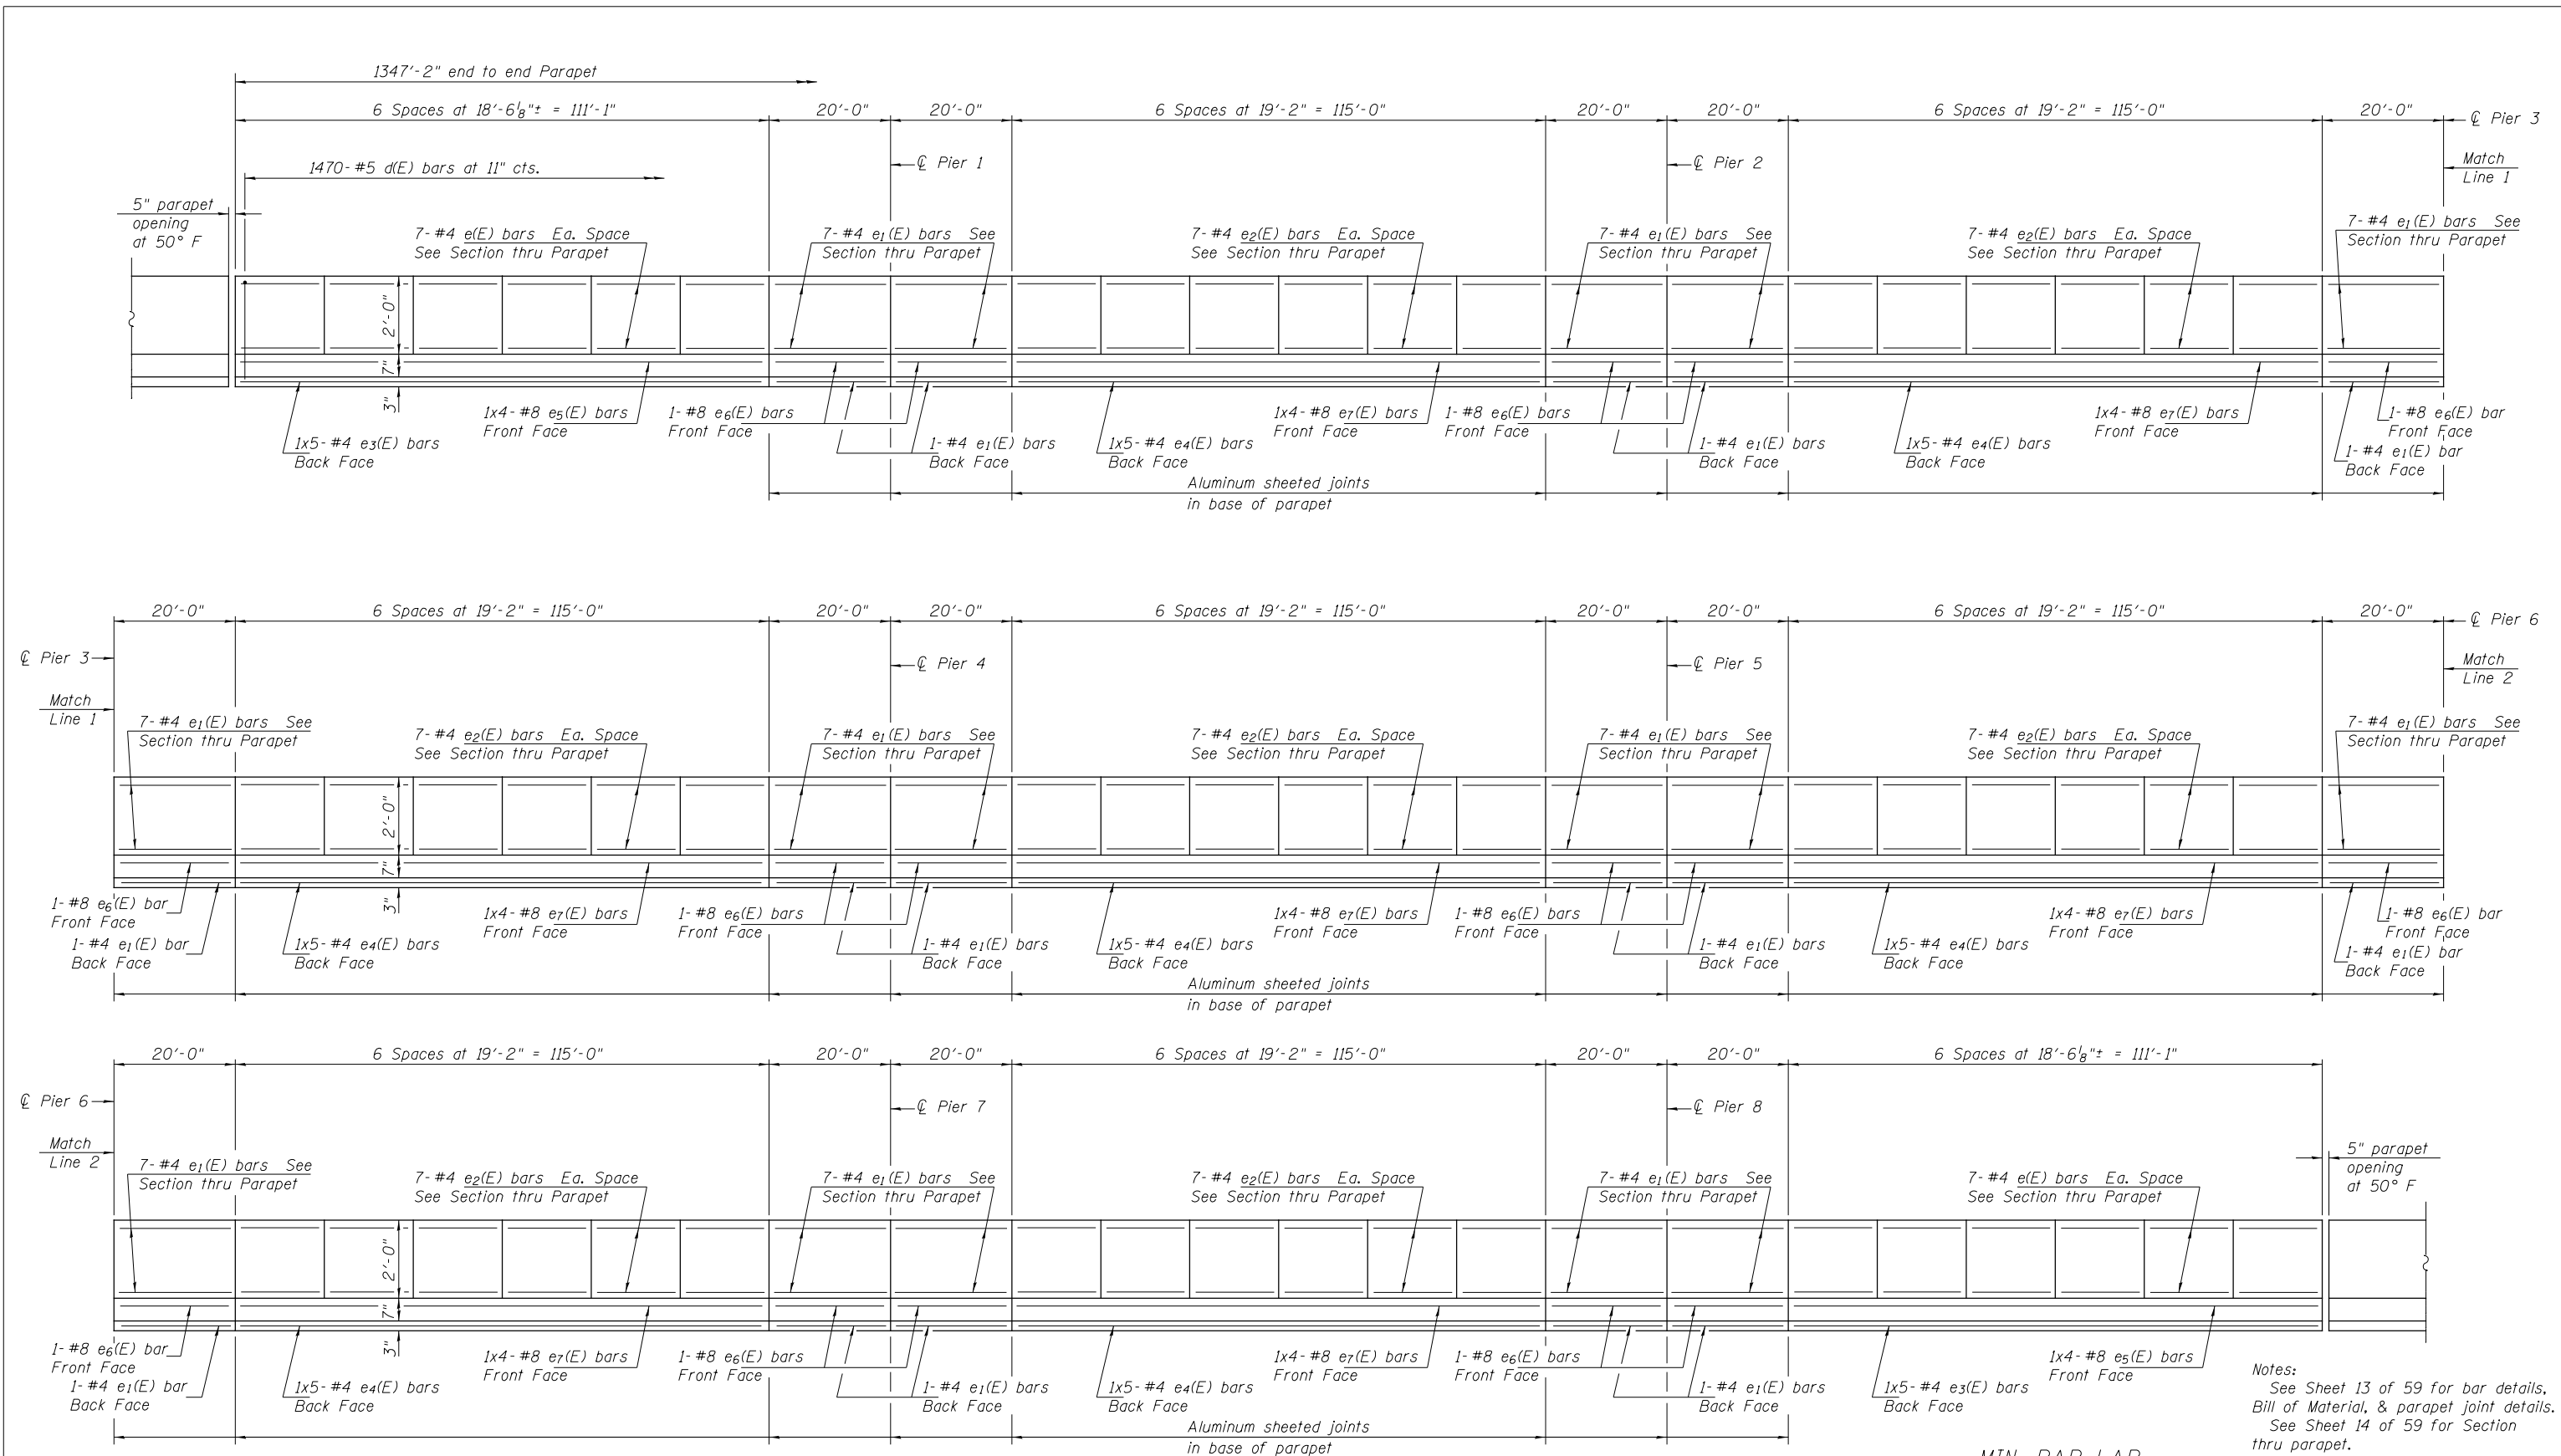 1347'-2" end to end Parapet
6 Spaces at 18'-6⅛"± = 111'-1"
20'-0"
20'-0"
6 Spaces at 19'-2" = 115'-0"
20'-0"
20'-0"
6 Spaces at 19'-2" = 115'-0"
20'-0"
℄ Pier 3
℄ Pier 1
℄ Pier 2
Match
Line 1
1470- #5 d(E) bars at 11" cts.
5" parapet
opening
at 50° F
7- #4 e(E) bars Ea. Space
See Section thru Parapet
7- #4 e1(E) bars See
Section thru Parapet
7- #4 e2(E) bars Ea. Space
See Section thru Parapet
7- #4 e1(E) bars See
Section thru Parapet
7- #4 e2(E) bars Ea. Space
See Section thru Parapet
7- #4 e1(E) bars See
Section thru Parapet
2'-0"
7"
3"
1x5- #4 e3(E) bars
Back Face
1x4- #8 e5(E) bars
Front Face
1- #8 e6(E) bars
Front Face
1- #4 e1(E) bars
Back Face
1x5- #4 e4(E) bars
Back Face
1x4- #8 e7(E) bars
Front Face
1- #8 e6(E) bars
Front Face
1- #4 e1(E) bars
Back Face
1x5- #4 e4(E) bars
Back Face
1x4- #8 e7(E) bars
Front Face
1- #8 e6(E) bar
Front Face
1- #4 e1(E) bar
Back Face
Aluminum sheeted joints
in base of parapet
20'-0"
6 Spaces at 19'-2" = 115'-0"
20'-0"
20'-0"
6 Spaces at 19'-2" = 115'-0"
20'-0"
20'-0"
6 Spaces at 19'-2" = 115'-0"
20'-0"
℄ Pier 6
℄ Pier 3
℄ Pier 4
℄ Pier 5
Match
Line 2
Match
Line 1
7- #4 e1(E) bars See
Section thru Parapet
7- #4 e2(E) bars Ea. Space
See Section thru Parapet
7- #4 e1(E) bars See
Section thru Parapet
7- #4 e2(E) bars Ea. Space
See Section thru Parapet
7- #4 e1(E) bars See
Section thru Parapet
7- #4 e2(E) bars Ea. Space
See Section thru Parapet
7- #4 e1(E) bars See
Section thru Parapet
2'-0"
7"
3"
1- #8 e6(E) bar
Front Face
1- #4 e1(E) bar
Back Face
1x5- #4 e4(E) bars
Back Face
1x4- #8 e7(E) bars
Front Face
1- #8 e6(E) bars
Front Face
1- #4 e1(E) bars
Back Face
1x5- #4 e4(E) bars
Back Face
1x4- #8 e7(E) bars
Front Face
1- #8 e6(E) bars
Front Face
1- #4 e1(E) bars
Back Face
1x5- #4 e4(E) bars
Back Face
1x4- #8 e7(E) bars
Front Face
1- #8 e6(E) bar
Front Face
1- #4 e1(E) bar
Back Face
Aluminum sheeted joints
in base of parapet
20'-0"
6 Spaces at 19'-2" = 115'-0"
20'-0"
20'-0"
6 Spaces at 19'-2" = 115'-0"
20'-0"
20'-0"
6 Spaces at 18'-6⅛"± = 111'-1"
℄ Pier 6
℄ Pier 7
℄ Pier 8
Match
Line 2
5" parapet
opening
at 50° F
7- #4 e1(E) bars See
Section thru Parapet
7- #4 e2(E) bars Ea. Space
See Section thru Parapet
7- #4 e1(E) bars See
Section thru Parapet
7- #4 e2(E) bars Ea. Space
See Section thru Parapet
7- #4 e1(E) bars See
Section thru Parapet
7- #4 e(E) bars Ea. Space
See Section thru Parapet
2'-0"
7"
3"
1- #8 e6(E) bar
Front Face
1- #4 e1(E) bar
Back Face
1x5- #4 e4(E) bars
Back Face
1x4- #8 e7(E) bars
Front Face
1- #8 e6(E) bars
Front Face
1- #4 e1(E) bars
Back Face
1x5- #4 e4(E) bars
Back Face
1x4- #8 e7(E) bars
Front Face
1- #8 e6(E) bars
Front Face
1- #4 e1(E) bars
Back Face
1x5- #4 e3(E) bars
Back Face
1x4- #8 e5(E) bars
Front Face
Aluminum sheeted joints
in base of parapet
Notes:
See Sheet 13 of 59 for bar details,
Bill of Material, & parapet joint details.
See Sheet 14 of 59 for Section
thru parapet.
MIN. BAR LAP